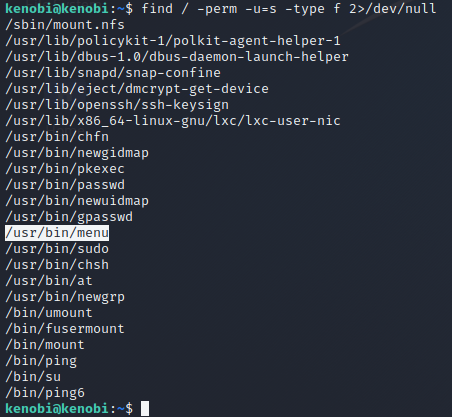 kenobi@kenobi:~$ find / -perm -u=s -type f 2>/dev/null
/sbin/mount.nfs
/usr/lib/policykit-1/polkit-agent-helper-1
/usr/lib/dbus-1.0/dbus-daemon-launch-helper
/usr/lib/snapd/snap-confine
/usr/lib/eject/dmcrypt-get-device
/usr/lib/openssh/ssh-keysign
/usr/lib/x86_64-linux-gnu/lxc/lxc-user-nic
/usr/bin/chfn
/usr/bin/newgidmap
/usr/bin/pkexec
/usr/bin/passwd
/usr/bin/newuidmap
/usr/bin/gpasswd
/usr/bin/menu
/usr/bin/sudo
/usr/bin/chsh
/usr/bin/at
/usr/bin/newgrp
/bin/umount
/bin/fusermount
/bin/mount
/bin/ping
/bin/su
/bin/ping6
kenobi@kenobi:~$